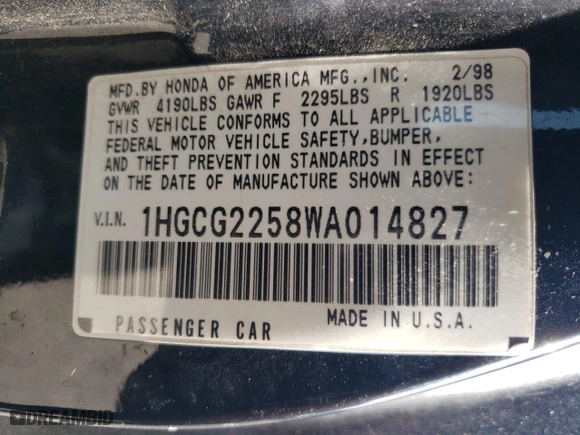 MFD.BY HONDA OF AMERICA MFG.,INC. 2/98
GVWR 4190LBS GAWR F 2295LBS R 1920LBS
THIS VEHICLE CONFORMS TO ALL APPLICABLE
FEDERAL MOTOR VEHICLE SAFETY,BUMPER,
AND THEFT PREVENTION STANDARDS IN EFFECT
ON THE DATE OF MANUFACTURE SHOWN ABOVE:
V.I.N. 1HGCG2258WA014827
PASSENGER CAR MADE IN U.S.A.
DREAMBID